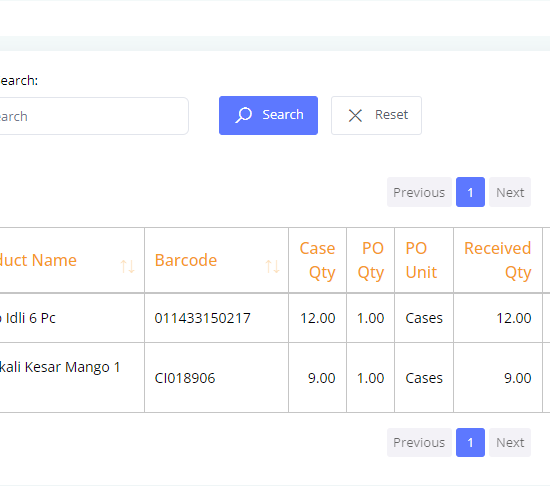 earch:
earch
Search
Reset
Previous 1 Next
duct Name Barcode Case Qty PO Qty PO Unit Received Qty
Idli 6 Pc 011433150217 12.00 1.00 Cases 12.00
kali Kesar Mango 1 CI018906 9.00 1.00 Cases 9.00
Previous 1 Next